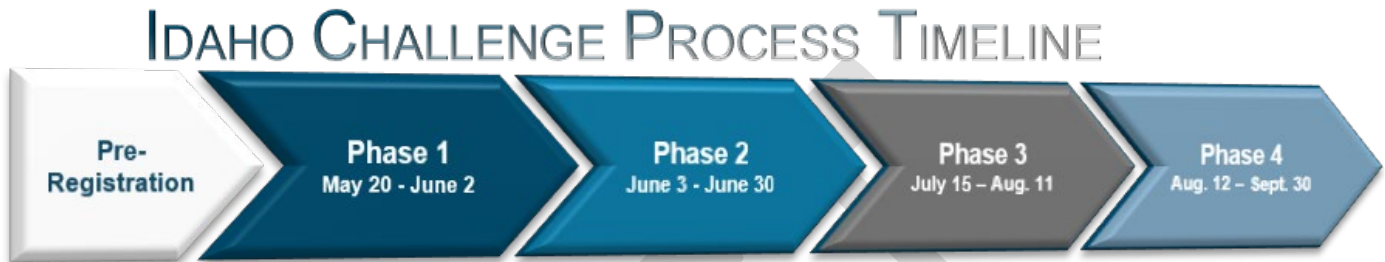 IDAHO CHALLENGE PROCESS TIMELINE
Pre-
Registration
Phase 1
May 20 - June 2
Phase 2
June 3 - June 30
Phase 3
July 15 – Aug. 11
Phase 4
Aug. 12 – Sept. 30